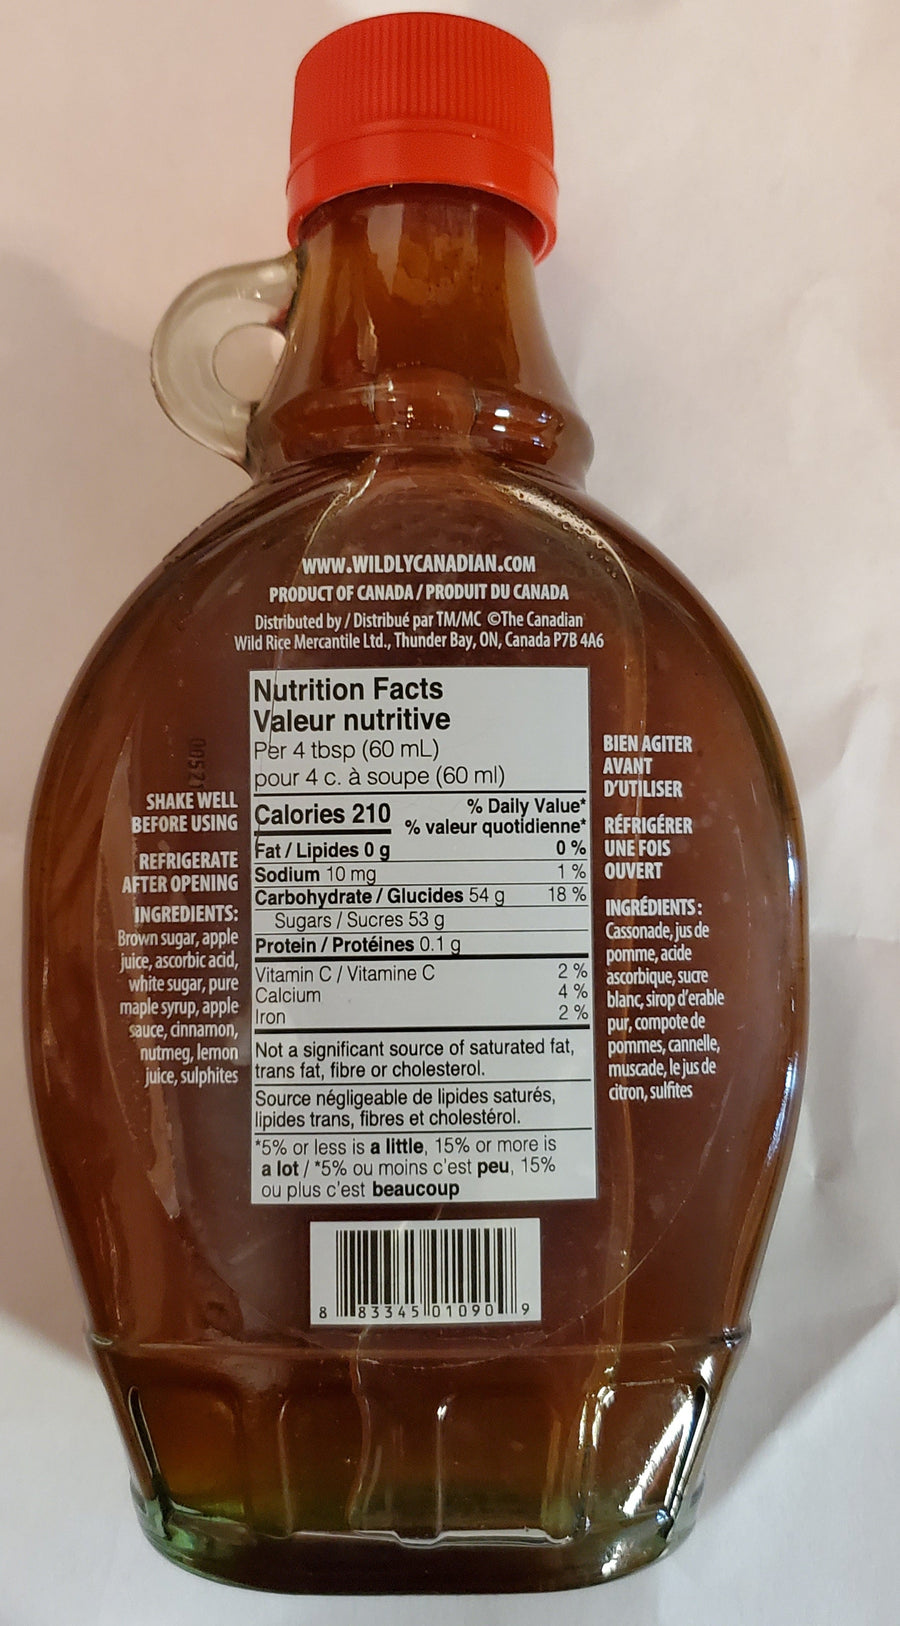 WWW.WILDLYCANADIAN.COM
PRODUCT OF CANADA / PRODUIT DU CANADA
Distributed by / Distribué par TM/MC ©The Canadian
Wild Rice Mercantile Ltd., Thunder Bay, ON, Canada P7B 4A6
00521
SHAKE WELL
BEFORE USING
REFRIGERATE
AFTER OPENING
INGREDIENTS:
Brown sugar, apple
juice, ascorbic acid,
white sugar, pure
maple syrup, apple
sauce, cinnamon,
nutmeg, lemon
juice, sulphites
Nutrition Facts
Valeur nutritive
Per 4 tbsp (60 mL)
pour 4 c. à soupe (60 ml)
Calories 210 % Daily Value*
% valeur quotidienne*
Fat / Lipides 0 g 0 %
Sodium 10 mg 1 %
Carbohydrate / Glucides 54 g 18 %
Sugars / Sucres 53 g
Protein / Protéines 0.1 g
Vitamin C / Vitamine C 2 %
Calcium 4 %
Iron 2 %
Not a significant source of saturated fat,
trans fat, fibre or cholesterol.
Source négligeable de lipides saturés,
lipides trans, fibres et cholestérol.
*5% or less is a little, 15% or more is
a lot / *5% ou moins c'est peu, 15%
ou plus c'est beaucoup
BIEN AGITER
AVANT
D'UTILISER
RÉFRIGÉRER
UNE FOIS
OUVERT
INGRÉDIENTS :
Cassonade, jus de
pomme, acide
ascorbique, sucre
blanc, sirop d'erable
pur, compote de
pommes, cannelle,
muscade, le jus de
citron, sulfites
8 83345 01090 9